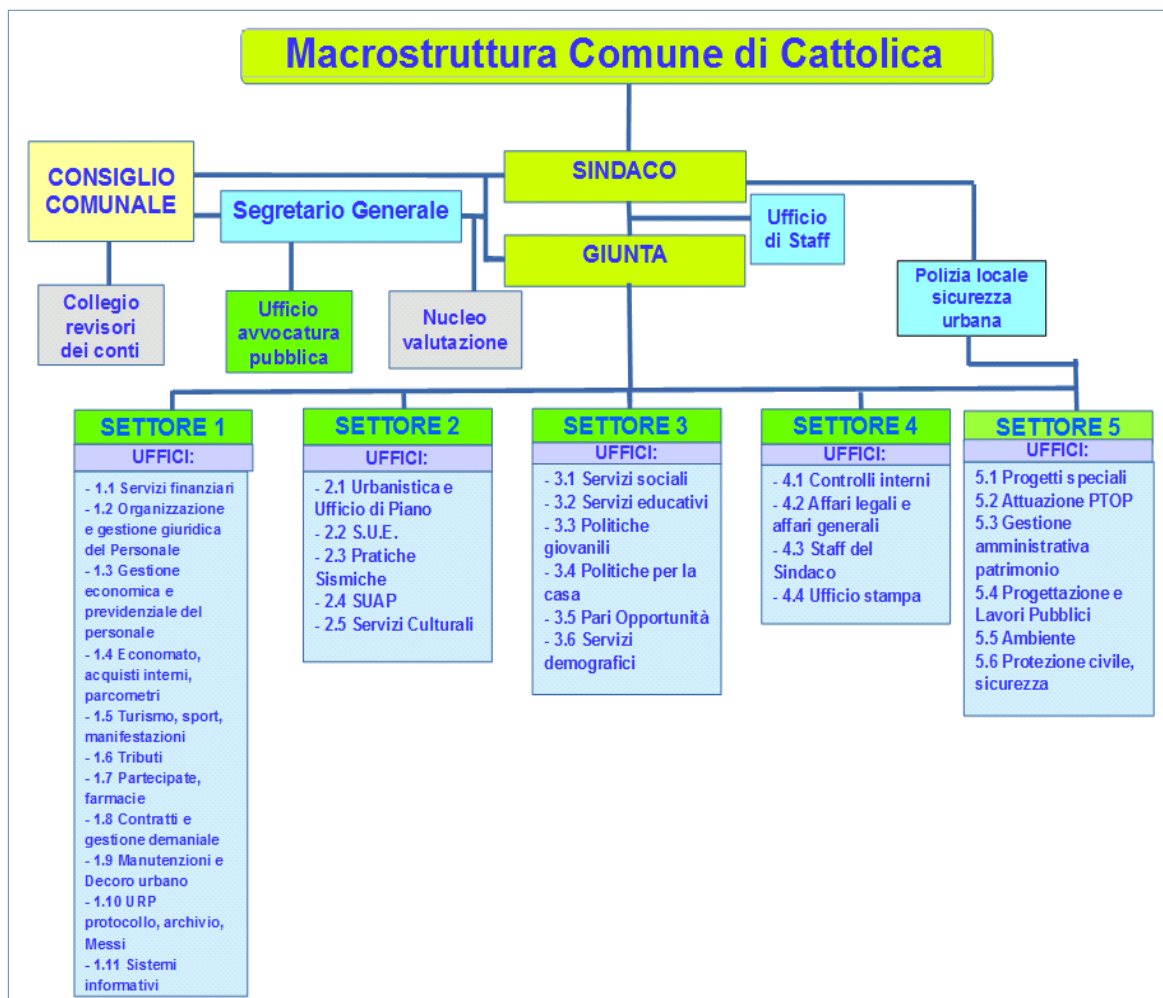 Macrostruttura Comune di Cattolica
SINDACO
CONSIGLIO
COMUNALE
Segretario Generale
Ufficio
di Staff
GIUNTA
Polizia locale
sicurezza
urbana
Collegio
revisori
dei conti
Ufficio
avvocatura
pubblica
Nucleo
valutazione
SETTORE 1
UFFICI:
- 1.1 Servizi finanziari
- 1.2 Organizzazione
e gestione giuridica
del Personale
- 1.3 Gestione
economica e
previdenziale del
personale
- 1.4 Economato,
acquisti interni,
parcometri
- 1.5 Turismo, sport,
manifestazioni
- 1.6 Tributi
- 1.7 Partecipate,
farmacie
- 1.8 Contratti e
gestione demaniale
- 1.9 Manutenzioni e
Decoro urbano
- 1.10 URP
protocollo, archivio,
Messi
- 1.11 Sistemi
informativi
SETTORE 2
UFFICI:
- 2.1 Urbanistica e
Ufficio di Piano
- 2.2 S.U.E.
- 2.3 Pratiche
Sismiche
- 2.4 SUAP
- 2.5 Servizi Culturali
SETTORE 3
UFFICI:
- 3.1 Servizi sociali
- 3.2 Servizi educativi
- 3.3 Politiche
giovanili
- 3.4 Politiche per la
casa
- 3.5 Pari Opportunità
- 3.6 Servizi
demografici
SETTORE 4
UFFICI:
- 4.1 Controlli interni
- 4.2 Affari legali e
affari generali
- 4.3 Staff del
Sindaco
- 4.4 Ufficio stampa
SETTORE 5
UFFICI:
5.1 Progetti speciali
5.2 Attuazione PTOP
5.3 Gestione
amministrativa
patrimonio
5.4 Progettazione e
Lavori Pubblici
5.5 Ambiente
5.6 Protezione civile,
sicurezza